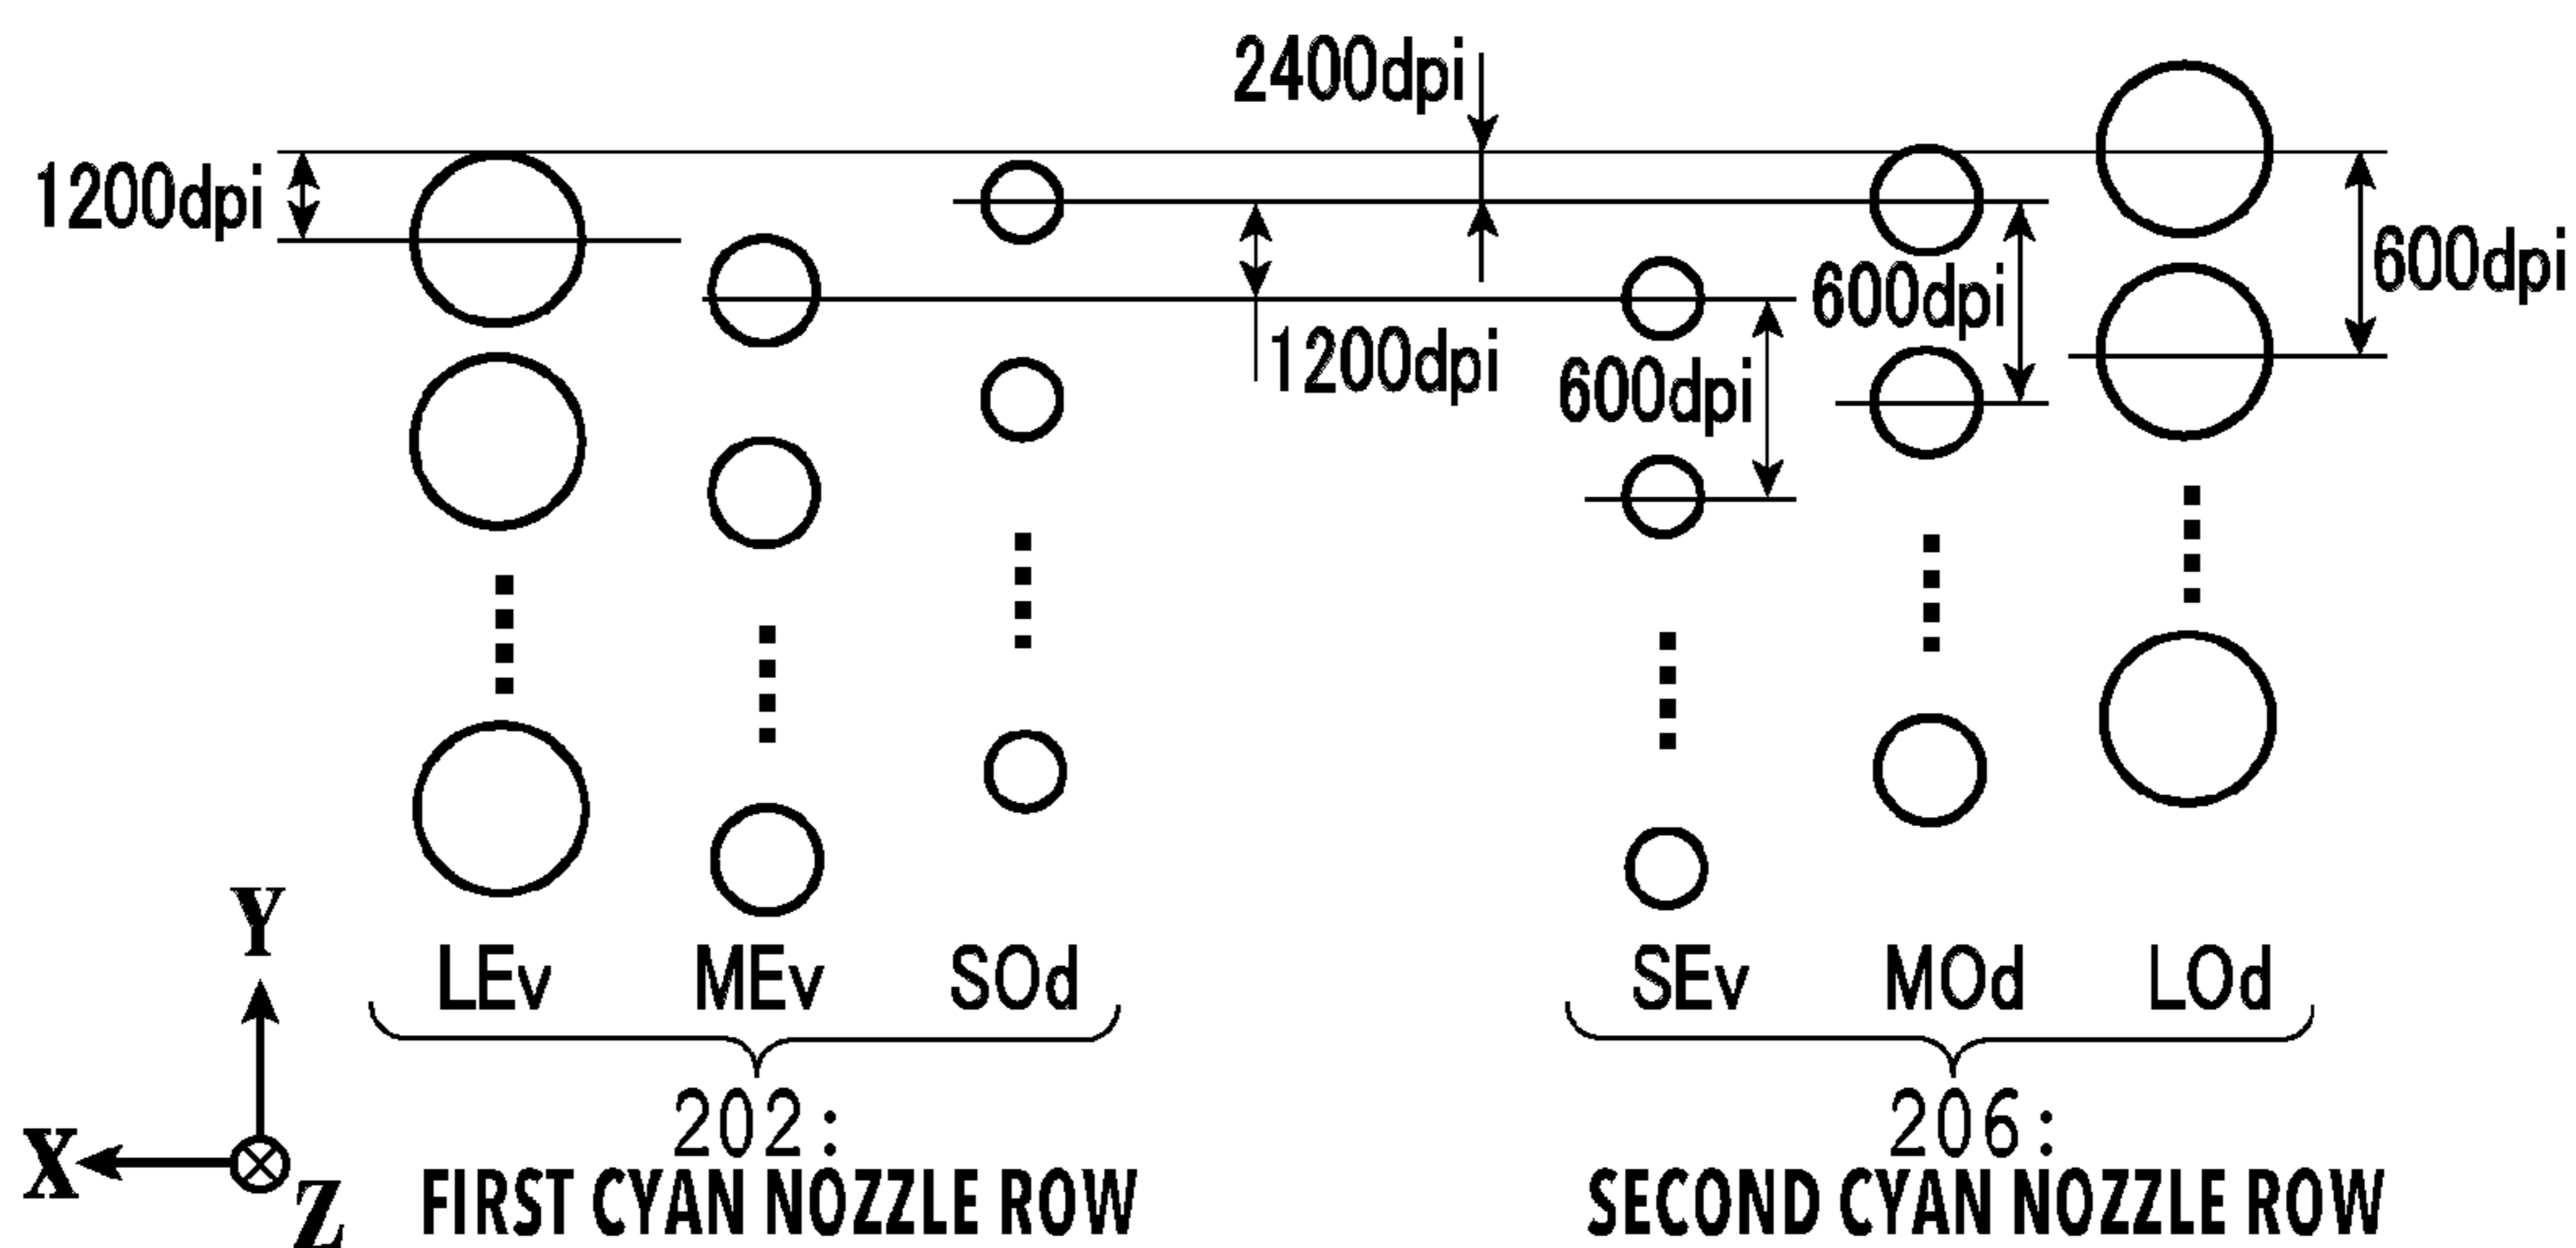 2400dpi
1200dpi
600dpi
600dpi
1200dpi
600dpi
LEv MEv SOd SEv MOd LOd
Y
202: 206:
X
Z
FIRST CYAN NOZZLE ROW SECOND CYAN NOZZLE ROW